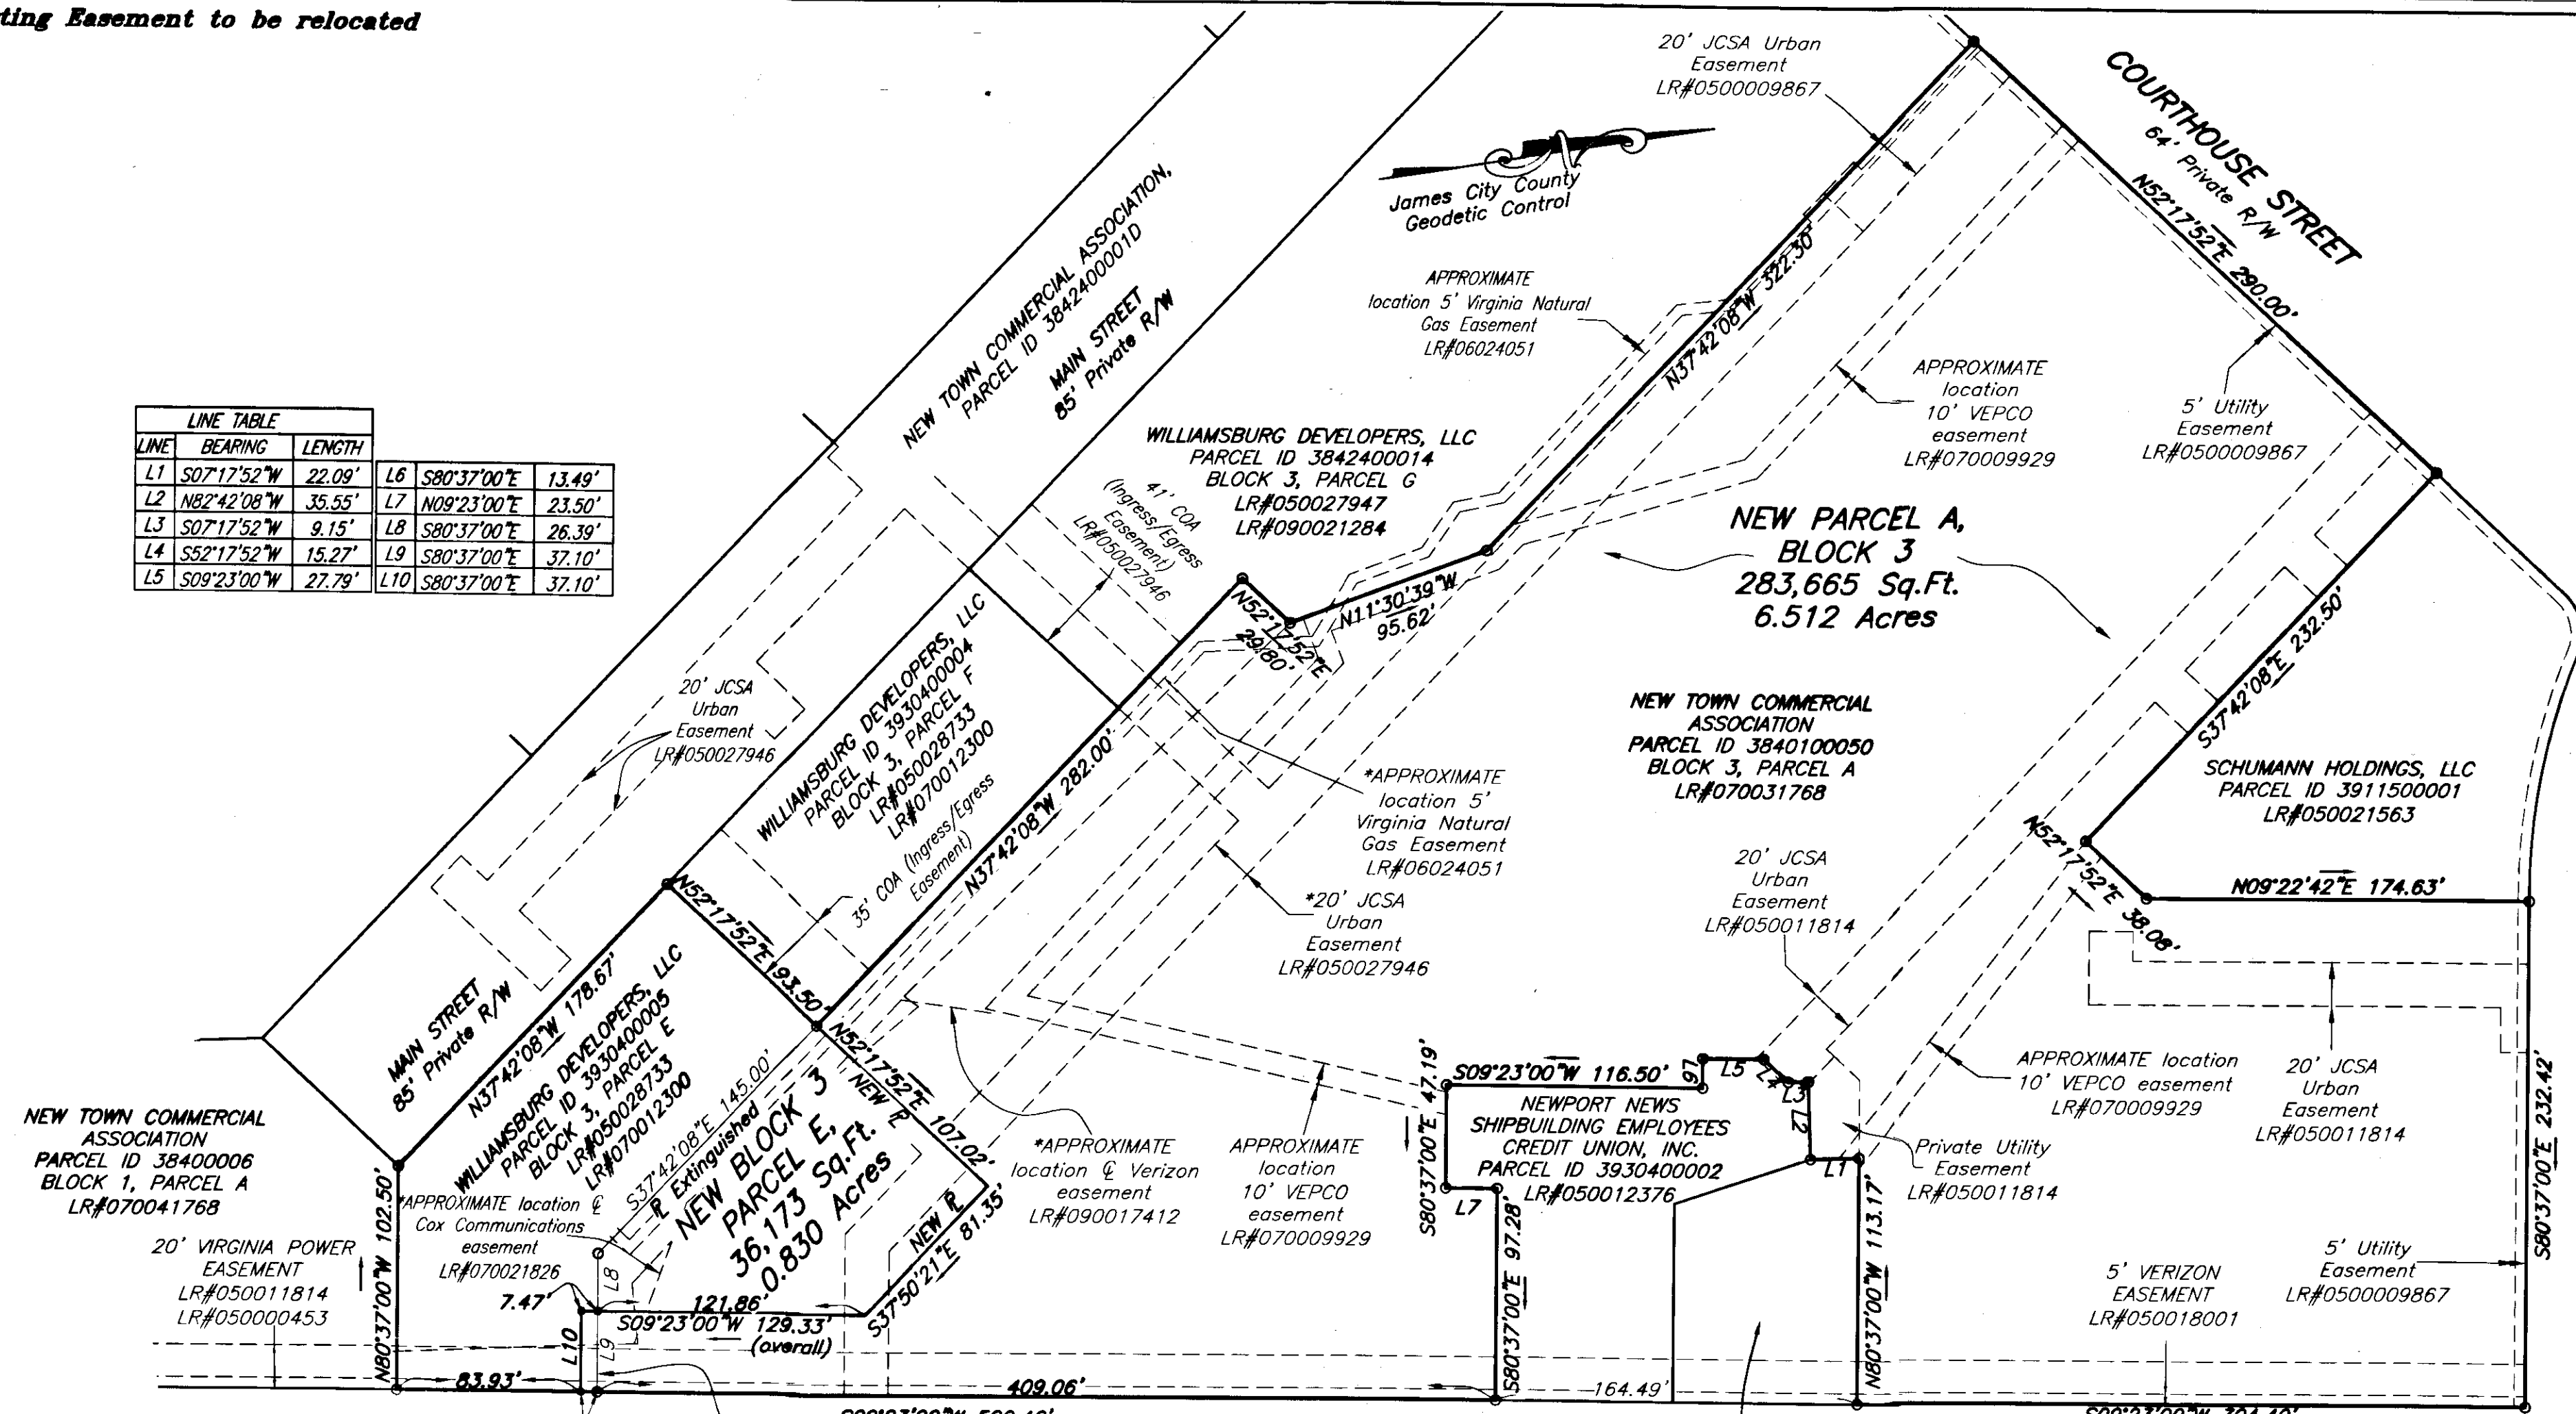 ting Easement to be relocated
20' JCSA Urban
Easement
LR#0500009867
COURTHOUSE STREET
64' Private R/W
N52°17'52"E 290.00'
James City County
Geodetic Control
NEW TOWN COMMERCIAL ASSOCIATION,
PARCEL ID 3842400001D
MAIN STREET
85' Private R/W
APPROXIMATE
location 5' Virginia Natural
Gas Easement
LR#06024051
N37°42'08"W 322.30'
APPROXIMATE
location
10' VEPCO
easement
LR#070009929
5' Utility
Easement
LR#0500009867
LINE TABLE
LINE BEARING LENGTH
L1 S07°17'52"W 22.09'
L2 N82°42'08"W 35.55'
L3 S07°17'52"W 9.15'
L4 S52°17'52"W 15.27'
L5 S09°23'00"W 27.79'
L6 S80°37'00"E 13.49'
L7 N09°23'00"E 23.50'
L8 S80°37'00"E 26.39'
L9 S80°37'00"E 37.10'
L10 S80°37'00"E 37.10'
WILLIAMSBURG DEVELOPERS, LLC
PARCEL ID 3842400014
BLOCK 3, PARCEL G
LR#050027947
LR#090021284
41' COA
(Ingress/Egress
Easement)
LR#050027946
NEW PARCEL A,
BLOCK 3
283,665 Sq.Ft.
6.512 Acres
N52°17'52"E
29.80'
N11°30'39"W
95.62'
S37°42'08"E 232.50'
20' JCSA
Urban
Easement
LR#050027946
WILLIAMSBURG DEVELOPERS, LLC
PARCEL ID 3930400004
BLOCK 3, PARCEL F
LR#050028733
LR#070012300
35' COA (Ingress/Egress
Easement)
N37°42'08"W 282.00'
NEW TOWN COMMERCIAL
ASSOCIATION
PARCEL ID 3840100050
BLOCK 3, PARCEL A
LR#070031768
SCHUMANN HOLDINGS, LLC
PARCEL ID 3911500001
LR#050021563
*APPROXIMATE
location 5'
Virginia Natural
Gas Easement
LR#06024051
N52°17'52"E 38.08'
N09°22'42"E 174.63'
20' JCSA
Urban
Easement
LR#050011814
*20' JCSA
Urban
Easement
LR#050027946
MAIN STREET
85' Private R/W
N37°42'08"W 178.67'
N52°17'52"E 193.50'
WILLIAMSBURG DEVELOPERS, LLC
PARCEL ID 3930400005
BLOCK 3, PARCEL E
LR#050028733
LR#070012300
S37°42'08"E 145.00'
PL Extinguished
N52°17'52"E 107.02'
NEW PL
NEW BLOCK 3
PARCEL E,
36,173 Sq.Ft.
0.830 Acres
NEW PL
S37°50'21"E 81.35'
NEW TOWN COMMERCIAL
ASSOCIATION
PARCEL ID 38400006
BLOCK 1, PARCEL A
LR#070041768
*APPROXIMATE location CL
Cox Communications
easement
LR#070021826
20' VIRGINIA POWER
EASEMENT
LR#050011814
LR#050000453
N80°37'00"W 102.50'
*APPROXIMATE
location CL Verizon
easement
LR#090017412
APPROXIMATE
location
10' VEPCO
easement
LR#070009929
S80°37'00"E 47.19'
S09°23'00"W 116.50'
L6
L5
L4
L3
L2
L1
L7
NEWPORT NEWS
SHIPBUILDING EMPLOYEES
CREDIT UNION, INC.
PARCEL ID 3930400002
LR#050012376
S80°37'00"E 97.28'
Private Utility
Easement
LR#050011814
APPROXIMATE location
10' VEPCO easement
LR#070009929
20' JCSA
Urban
Easement
LR#050011814
N80°37'00"W 113.17'
S80°37'00"E 232.42'
5' VERIZON
EASEMENT
LR#050018001
5' Utility
Easement
LR#0500009867
L8
7.47'
121.86'
S09°23'00"W 129.33'
(overall)
L10
L9
83.93'
409.06'
164.49'